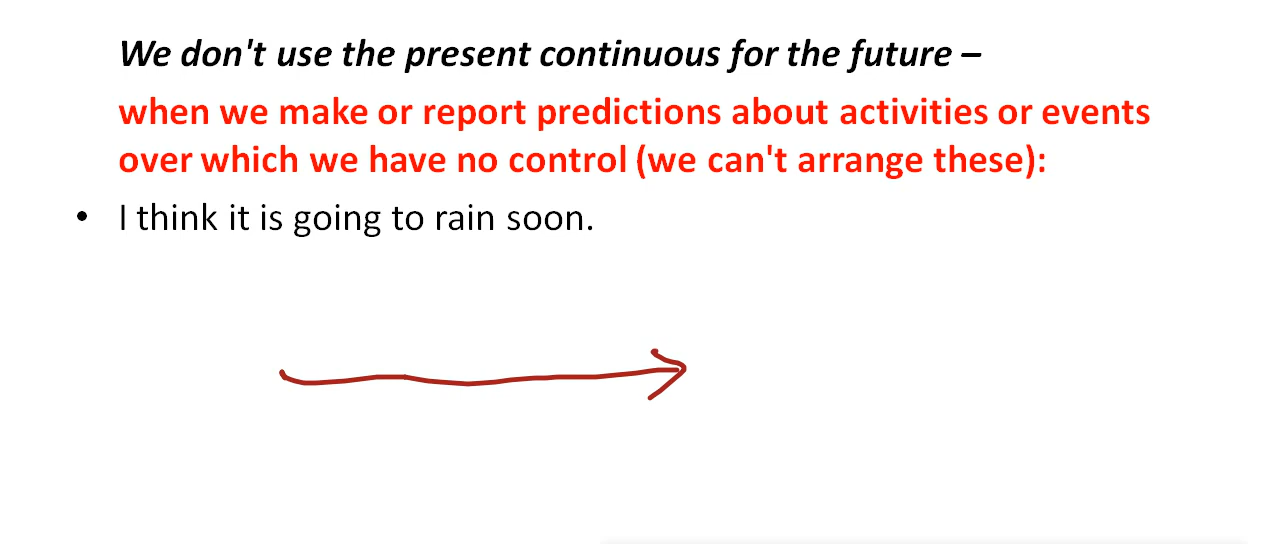 We don't use the present continuous for the future –
when we make or report predictions about activities or events
over which we have no control (we can't arrange these):
• I think it is going to rain soon.